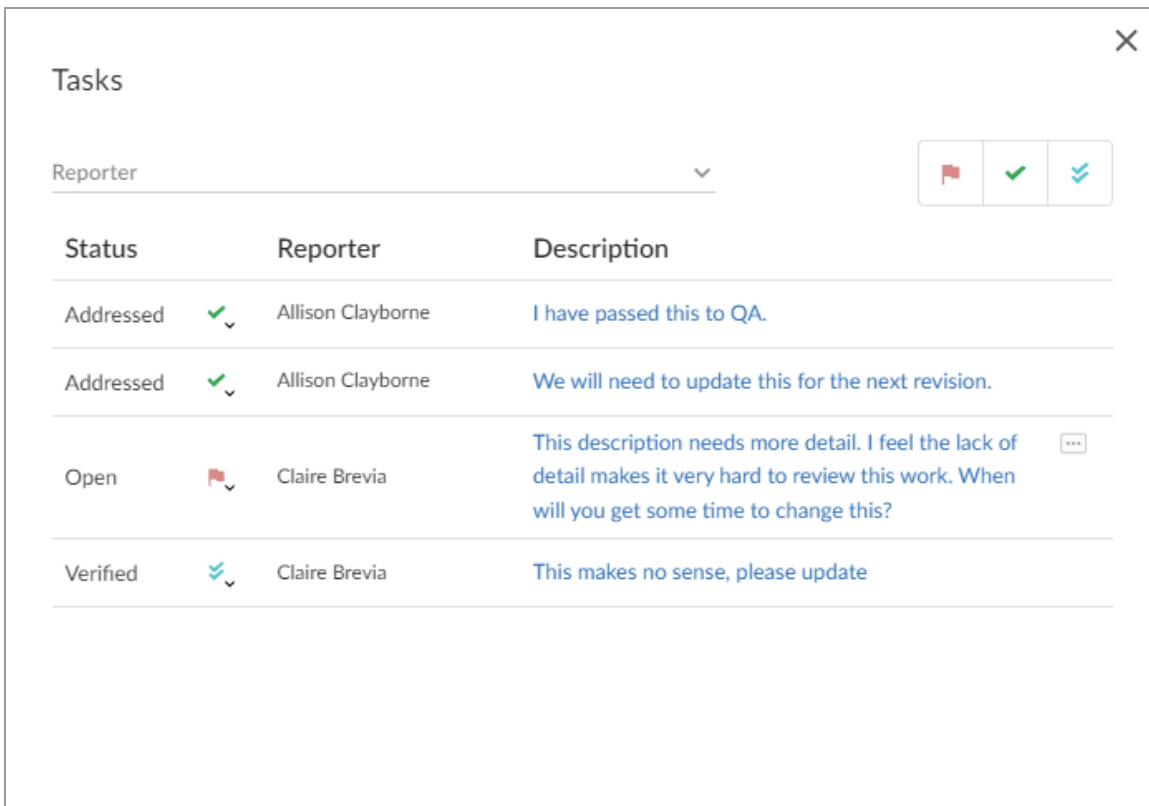 Tasks
Reporter
Status Reporter Description
Addressed Allison Clayborne I have passed this to QA.
Addressed Allison Clayborne We will need to update this for the next revision.
This description needs more detail. I feel the lack of
Open Claire Brevia detail makes it very hard to review this work. When
will you get some time to change this?
Verified Claire Brevia This makes no sense, please update